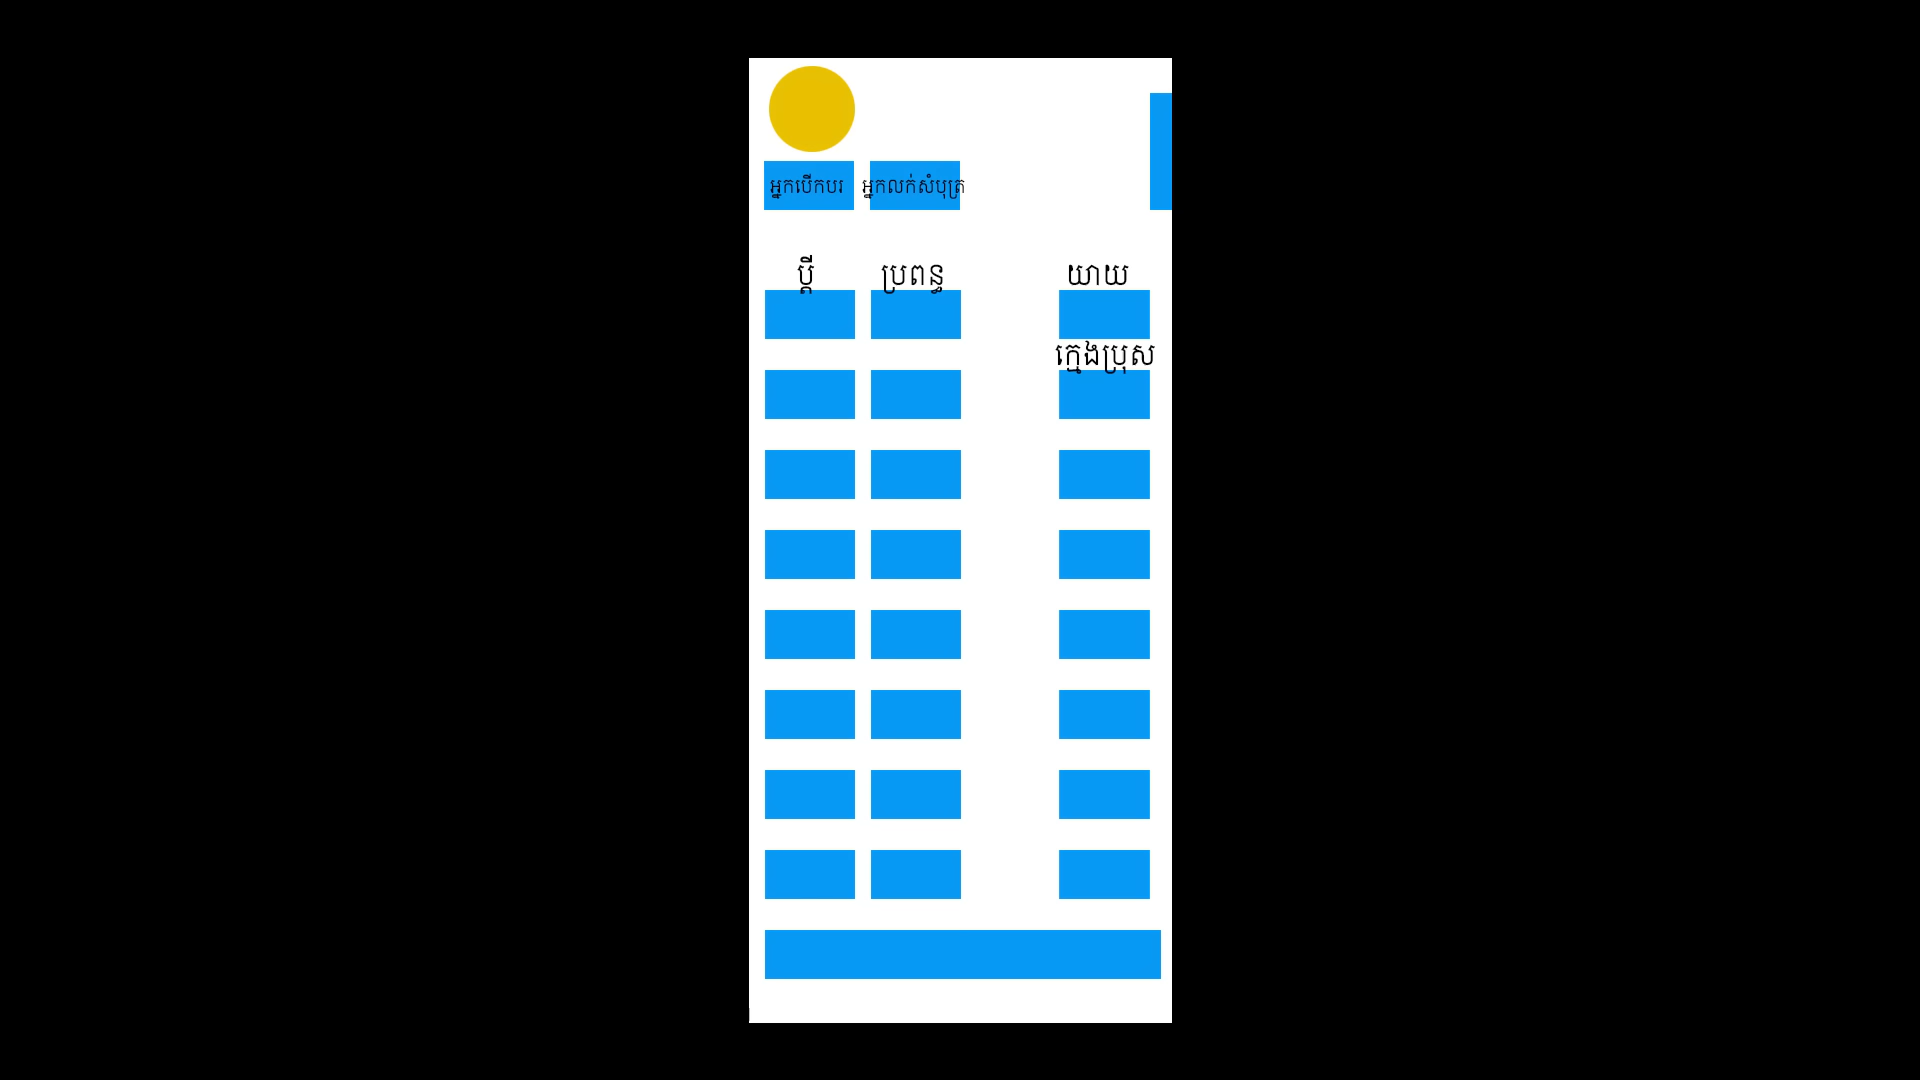 អ្នកបើកបរ អ្នកលក់សំបុត្រ
ប្តី ប្រពន្ធ យាយ
ក្មេងប្រុស